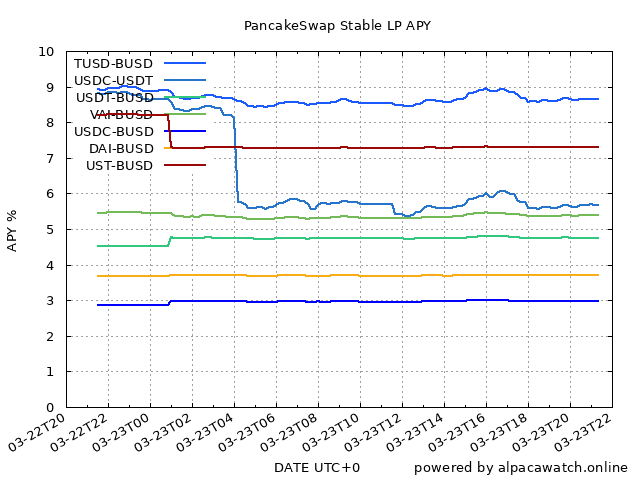 PancakeSwap Stable LP APY
10
9
8
7
6
5
4
3
2
1
0
APY %
TUSD-BUSD
USDC-USDT
USDT-BUSD
VAI-BUSD
USDC-BUSD
DAI-BUSD
UST-BUSD
03-22T20
03-22T22
03-23T00
03-23T02
03-23T04
03-23T06
03-23T08
03-23T10
03-23T12
03-23T14
03-23T16
03-23T18
03-23T20
03-23T22
DATE UTC+0
powered by alpacawatch.online